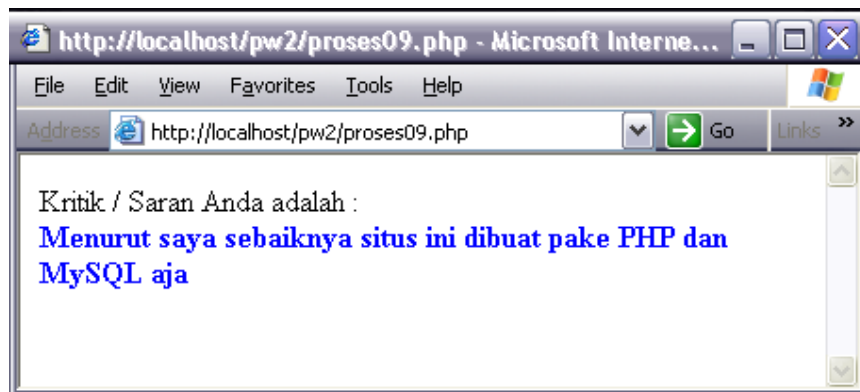 http://localhost/pw2/proses09.php - Microsoft Interne...
File Edit View Favorites Tools Help
Address http://localhost/pw2/proses09.php Go Links »
Kritik / Saran Anda adalah :
Menurut saya sebaiknya situs ini dibuat pake PHP dan
MySQL aja